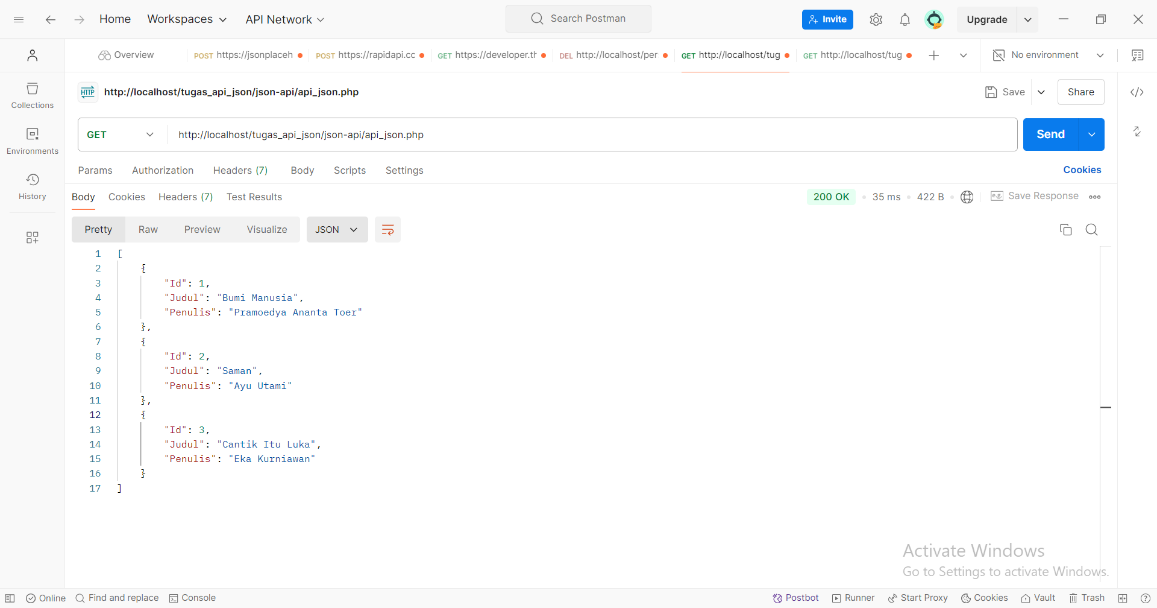 Home Workspaces API Network Search Postman Invite Upgrade
Overview POST https://jsonplaceh POST https://rapidapi.cc GET https://developer.th DEL http://localhost/per GET http://localhost/tug GET http://localhost/tug No environment
HTTP http://localhost/tugas_api_json/json-api/api_json.php Save Share
Collections
Environments
History
GET http://localhost/tugas_api_json/json-api/api_json.php Send
Params Authorization Headers (7) Body Scripts Settings Cookies
Body Cookies Headers (7) Test Results 200 OK 35 ms 422 B Save Response
Pretty Raw Preview Visualize JSON
1 [
2 {
3 "Id": 1,
4 "Judul": "Bumi Manusia",
5 "Penulis": "Pramoedya Ananta Toer"
6 },
7 {
8 "Id": 2,
9 "Judul": "Saman",
10 "Penulis": "Ayu Utami"
11 },
12 {
13 "Id": 3,
14 "Judul": "Cantik Itu Luka",
15 "Penulis": "Eka Kurniawan"
16 }
17 ]
Activate Windows
Go to Settings to activate Windows.
Online Find and replace Console Postbot Runner Start Proxy Cookies Vault Trash